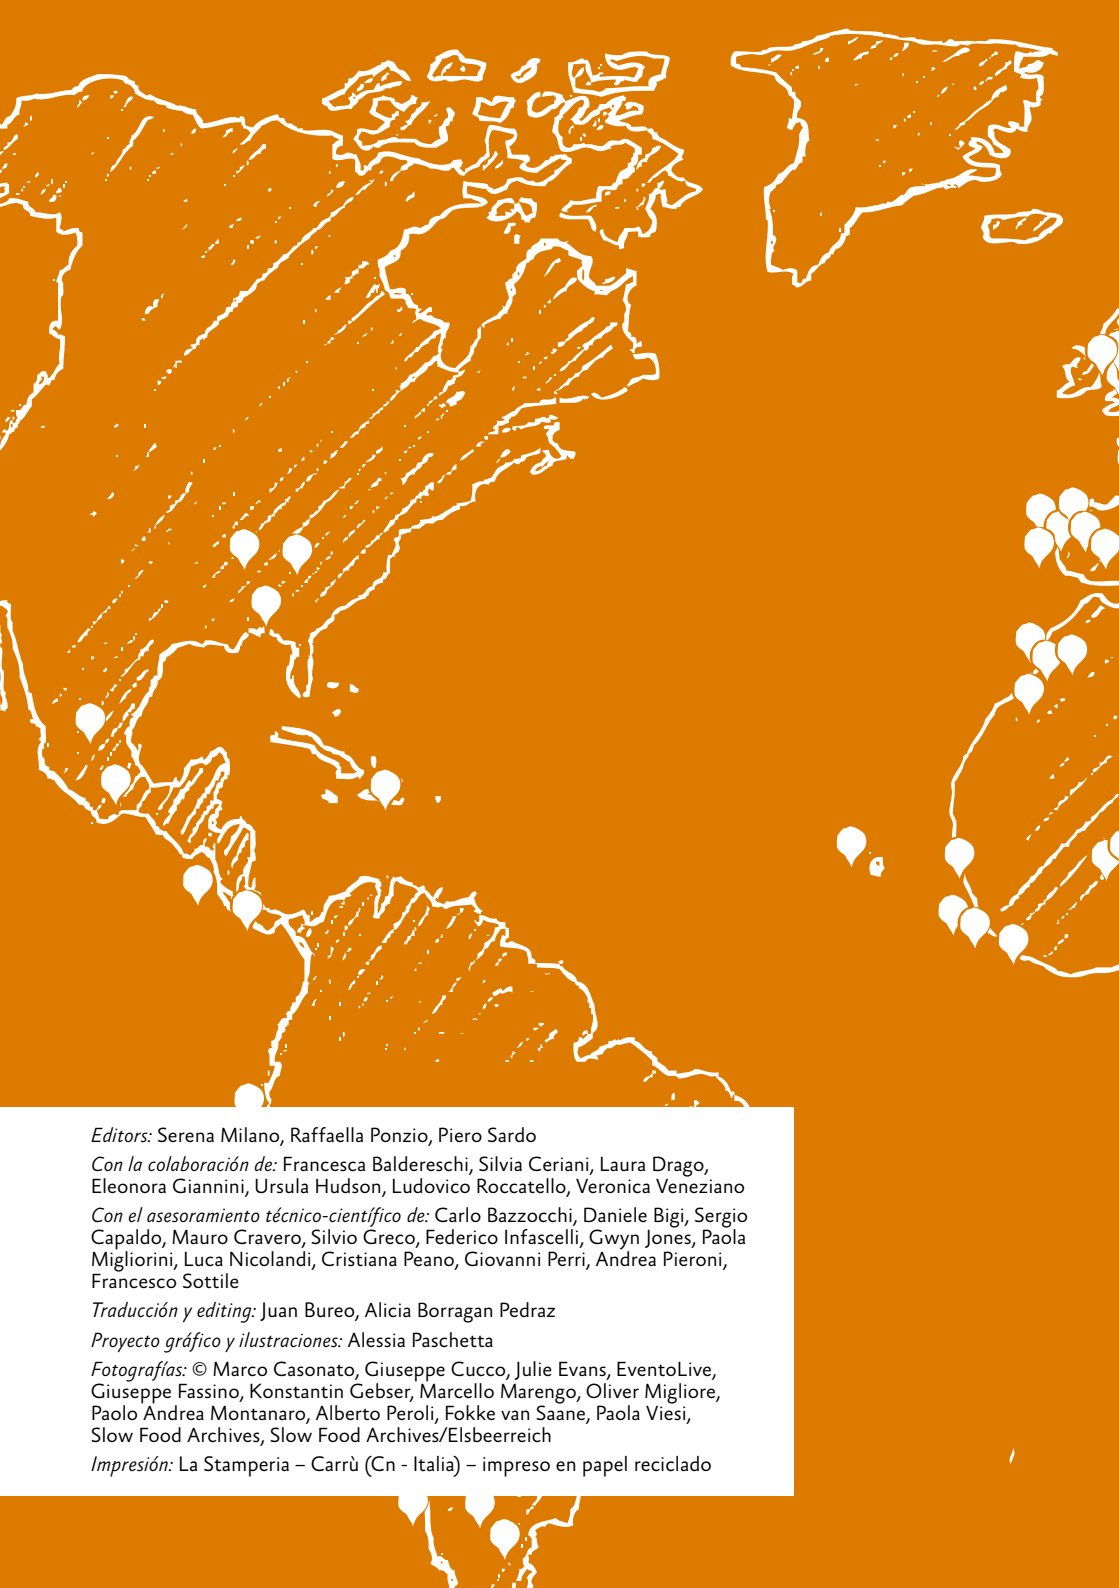 Editors: Serena Milano, Raffaella Ponzio, Piero Sardo
Con la colaboración de: Francesca Baldereschi, Silvia Ceriani, Laura Drago,
Eleonora Giannini, Ursula Hudson, Ludovico Roccatello, Veronica Veneziano
Con el asesoramiento técnico-científico de: Carlo Bazzocchi, Daniele Bigi, Sergio
Capaldo, Mauro Cravero, Silvio Greco, Federico Infascelli, Gwyn Jones, Paola
Migliorini, Luca Nicolandi, Cristiana Peano, Giovanni Perri, Andrea Pieroni,
Francesco Sottile
Traducción y editing: Juan Bureo, Alicia Borragan Pedraz
Proyecto gráfico y ilustraciones: Alessia Paschetta
Fotografías: © Marco Casonato, Giuseppe Cucco, Julie Evans, EventoLive,
Giuseppe Fassino, Konstantin Gebser, Marcello Marengo, Oliver Migliore,
Paolo Andrea Montanaro, Alberto Peroli, Fokke van Saane, Paola Viesi,
Slow Food Archives, Slow Food Archives/Elsbeerreich
Impresión: La Stamperia – Carrù (Cn - Italia) – impreso en papel reciclado